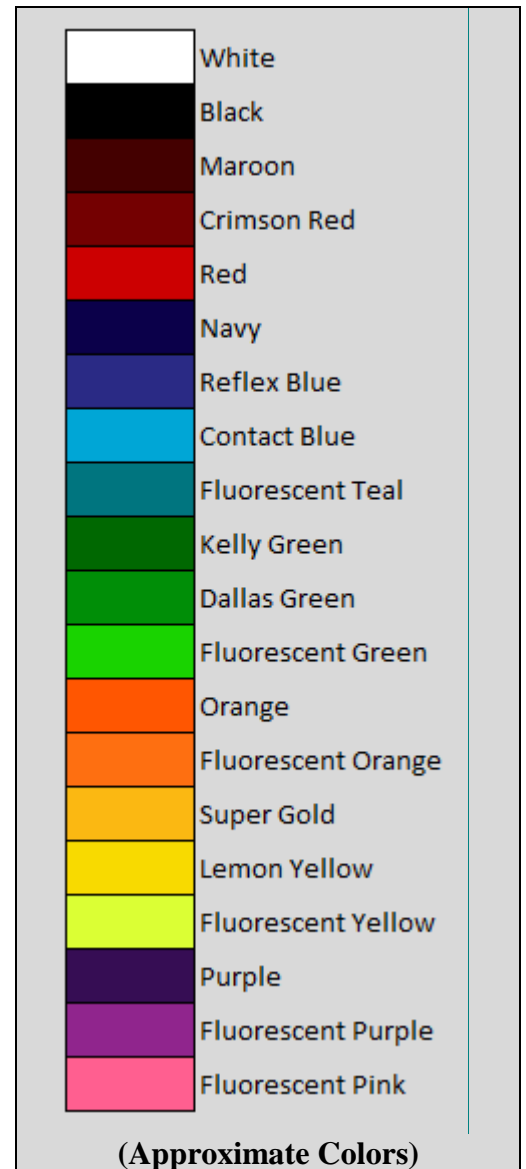 White
Black
Maroon
Crimson Red
Red
Navy
Reflex Blue
Contact Blue
Fluorescent Teal
Kelly Green
Dallas Green
Fluorescent Green
Orange
Fluorescent Orange
Super Gold
Lemon Yellow
Fluorescent Yellow
Purple
Fluorescent Purple
Fluorescent Pink
(Approximate Colors)